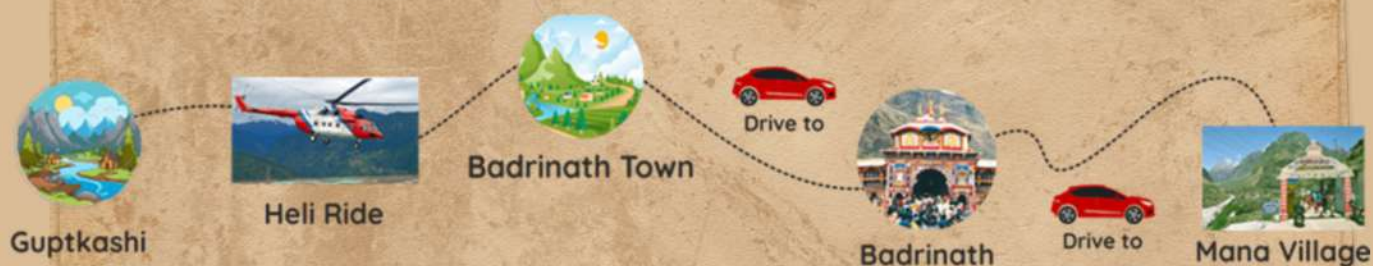 Guptkashi
Heli Ride
Badrinath Town
Drive to
Badrinath
Drive to
Mana Village